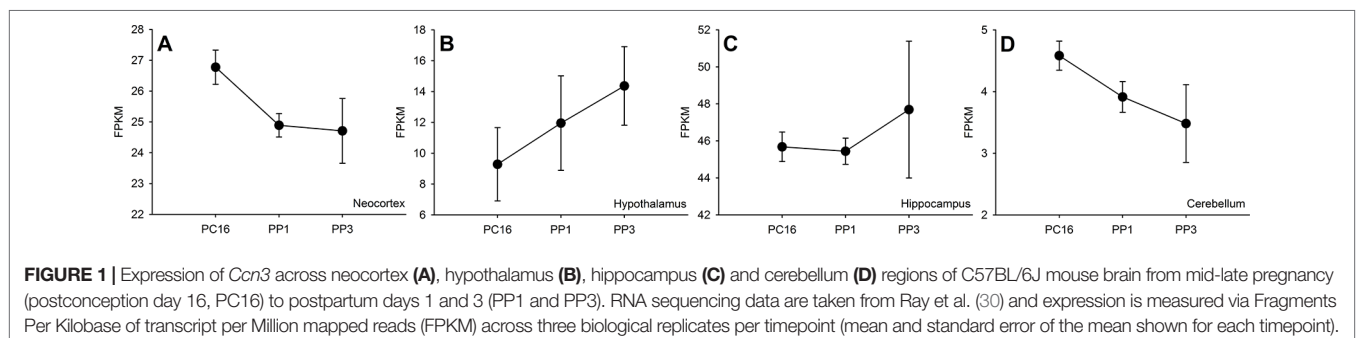 A
28
27
26
25
24
23
22
FPKM
PC16 PP1 PP3
Neocortex
B
18
16
14
12
10
8
6
FPKM
PC16 PP1 PP3
Hypothalamus
C
52
50
48
46
44
42
FPKM
PC16 PP1 PP3
Hippocampus
D
5
4
3
2
FPKM
PC16 PP1 PP3
Cerebellum
FIGURE 1 | Expression of Ccn3 across neocortex (A), hypothalamus (B), hippocampus (C) and cerebellum (D) regions of C57BL/6J mouse brain from mid-late pregnancy
(postconception day 16, PC16) to postpartum days 1 and 3 (PP1 and PP3). RNA sequencing data are taken from Ray et al. (30) and expression is measured via Fragments
Per Kilobase of transcript per Million mapped reads (FPKM) across three biological replicates per timepoint (mean and standard error of the mean shown for each timepoint).